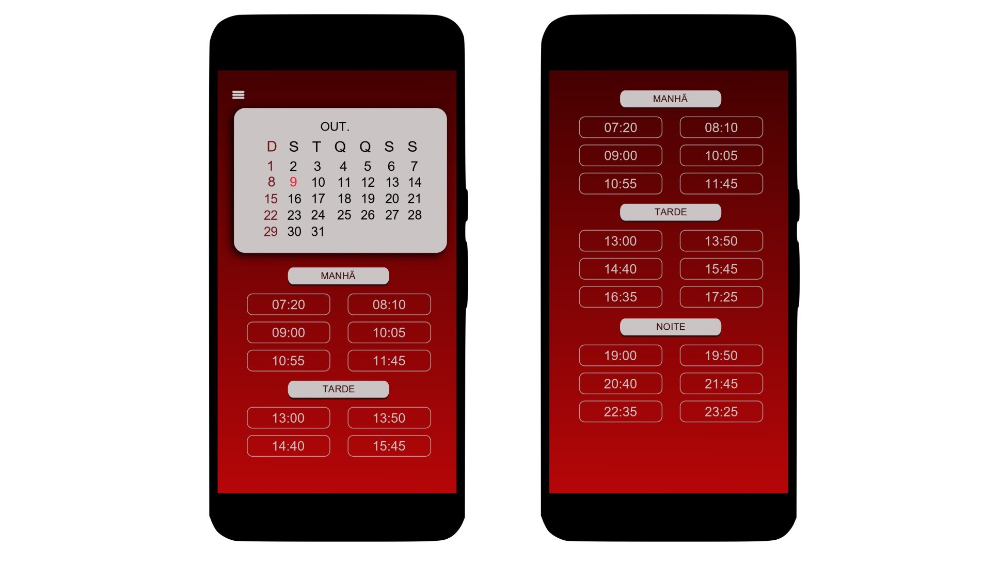 OUT.
D S T Q Q S S
1 2 3 4 5 6 7
8 9 10 11 12 13 14
15 16 17 18 19 20 21
22 23 24 25 26 27 28
29 30 31
MANHÃ
07:20 08:10
09:00 10:05
10:55 11:45
TARDE
13:00 13:50
14:40 15:45
MANHÃ
07:20 08:10
09:00 10:05
10:55 11:45
TARDE
13:00 13:50
14:40 15:45
16:35 17:25
NOITE
19:00 19:50
20:40 21:45
22:35 23:25